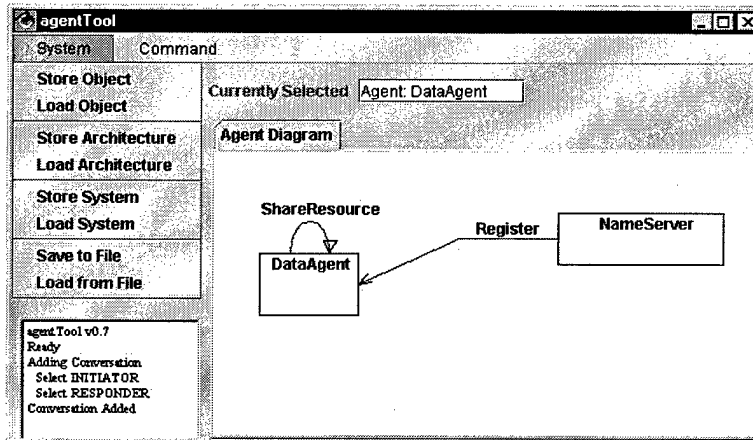 agentTool
System Command
Store Object
Load Object
Store Architecture
Load Architecture
Store System
Load System
Save to File
Load from File
Currently Selected Agent: DataAgent
Agent Diagram
ShareResource
DataAgent
Register
NameServer
agentTool v0.7
Ready
Adding Conversation
Select INITIATOR
Select RESPONDER
Conversation Added